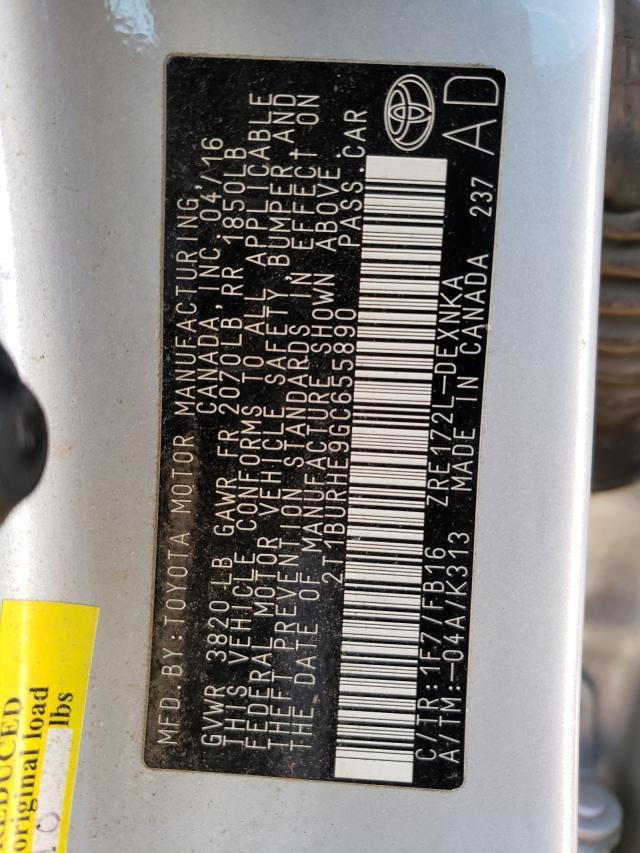 MFD. BY: TOYOTA MOTOR MANUFACTURING,
CANADA, INC. 04/16
GVWR 3820 LB GAWR FR 2070LB, RR 1850LB
THIS VEHICLE CONFORMS TO ALL APPLICABLE
FEDERAL MOTOR VEHICLE SAFETY, BUMPER AND
THEFT PREVENTION STANDARDS IN EFFECT ON
THE DATE OF MANUFACTURE SHOWN ABOVE.
2T1BURHE9GC655890 PASS. CAR
C/TR: 1F7/FB16 ZRE172L-DEXNKA
A/TM: -04A/K313 MADE IN CANADA 237
AD
REDUCED
original load
lbs